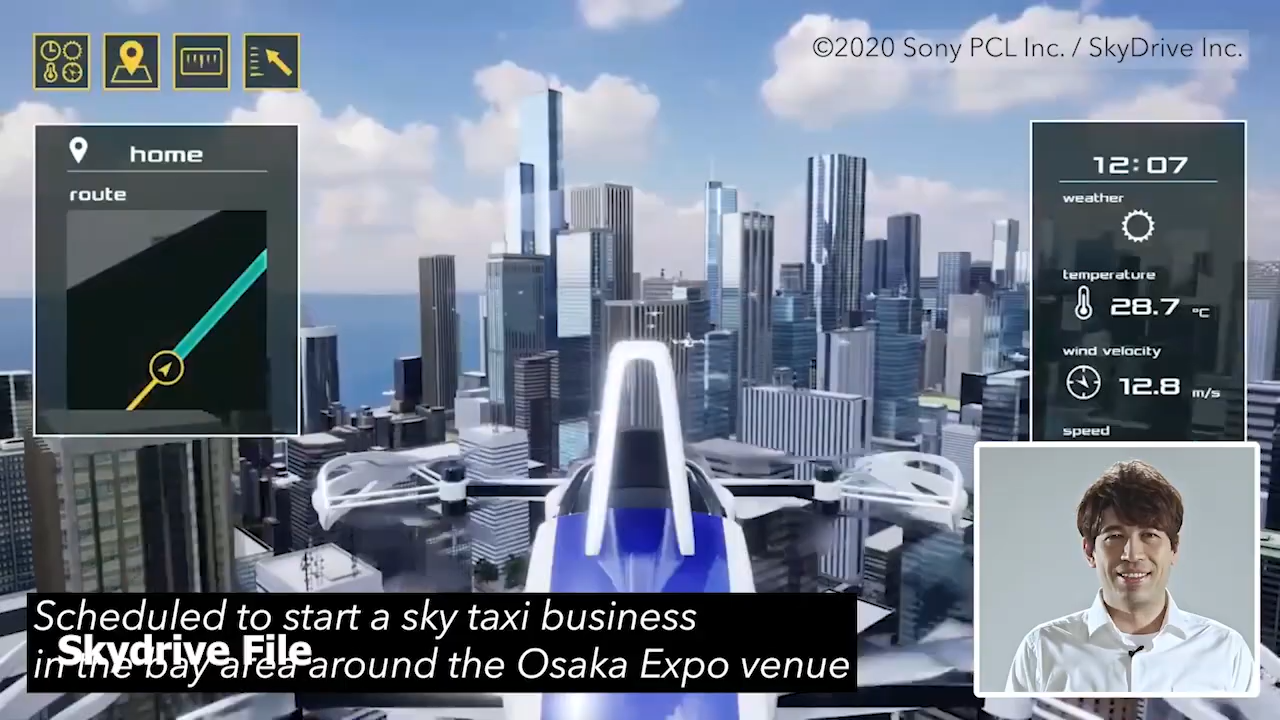 ©2020 Sony PCL Inc. / SkyDrive Inc.
home
route
12:07
weather
temperature
28.7 °C
wind velocity
12.8 m/s
speed
Scheduled to start a sky taxi business
Skydrive File
in the bay area around the Osaka Expo venue